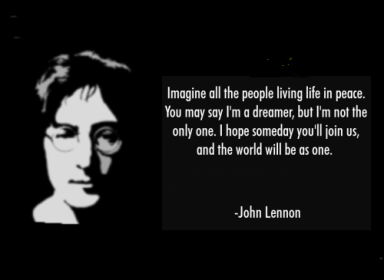 Imagine all the people living life in peace.
You may say I'm a dreamer, but I'm not the
only one. I hope someday you'll join us,
and the world will be as one.
-John Lennon